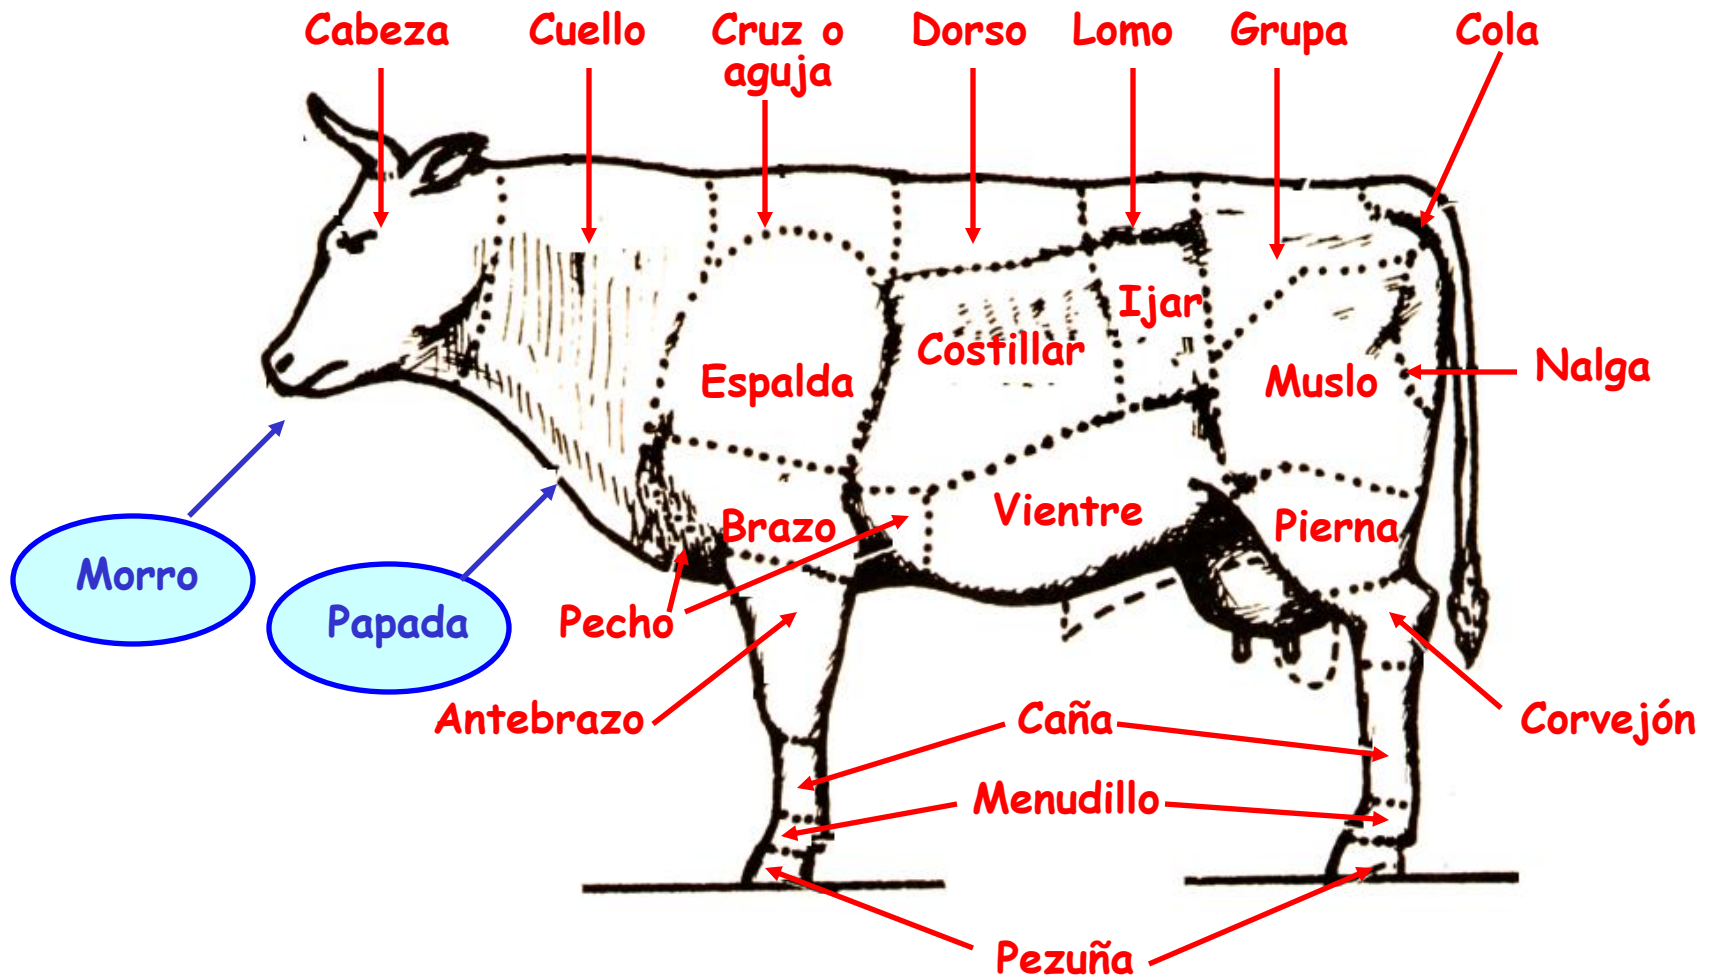 Cabeza
Cuello
Cruz o
aguja
Dorso
Lomo
Grupa
Cola
Ijar
Costillar
Espalda
Muslo
Nalga
Vientre
Brazo
Pierna
Morro
Papada
Pecho
Antebrazo
Caña
Corvejón
Menudillo
Pezuña